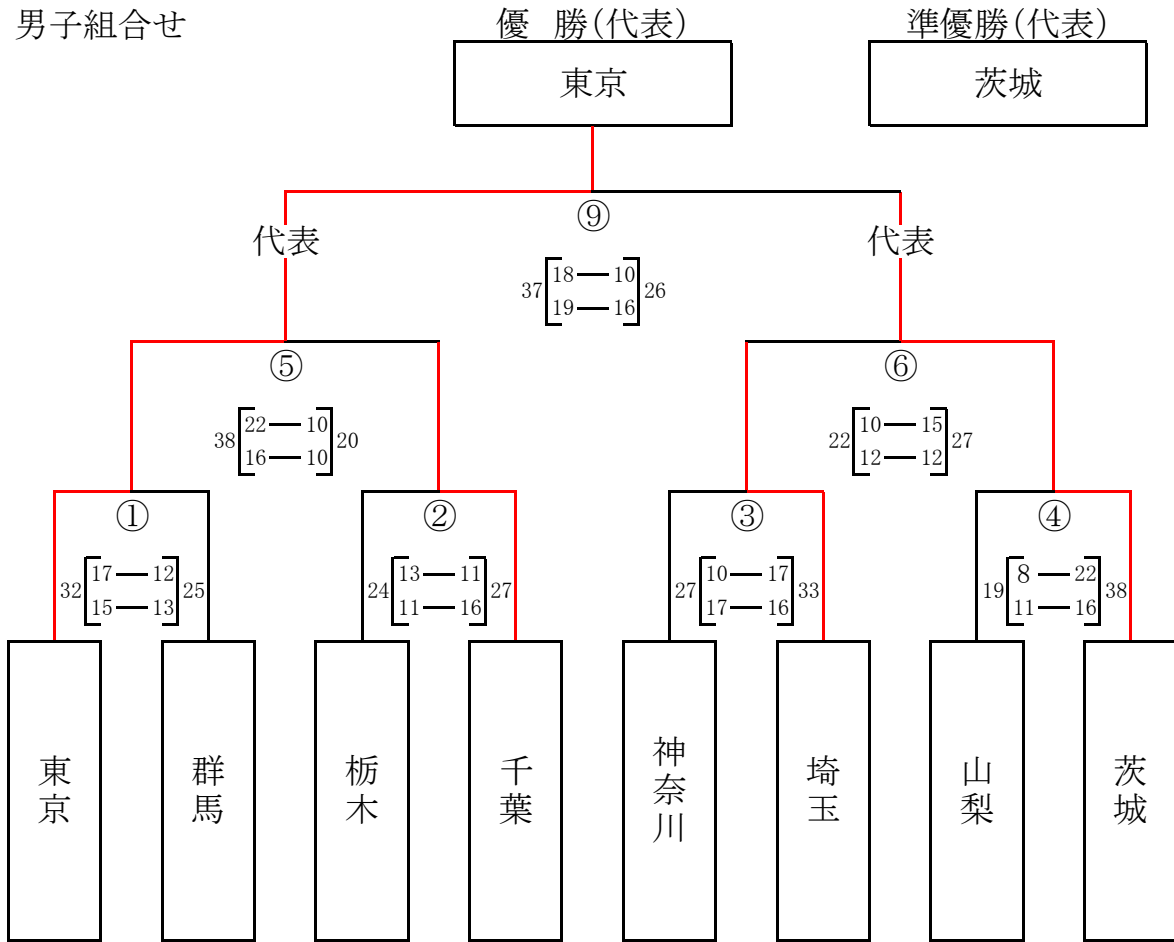 男子組合せ
優 勝(代表)
準優勝(代表)
東京
茨城
⑨
代表
代表
37 18 10 26
19 16
⑤
⑥
38 22 10 20
16 10
22 10 15 27
12 12
①
②
③
④
32 17 12 25
15 13
24 13 11 27
11 16
27 10 17 33
17 16
19 8 22 38
11 16
東京
群馬
栃木
千葉
神奈川
埼玉
山梨
茨城